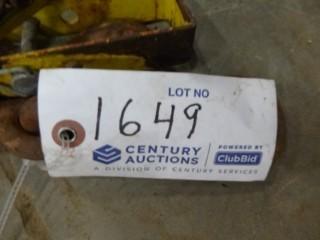 LOT NO
1649
CENTURY AUCTIONS
POWERED BY
ClubBid
A DIVISION OF CENTURY SERVICES